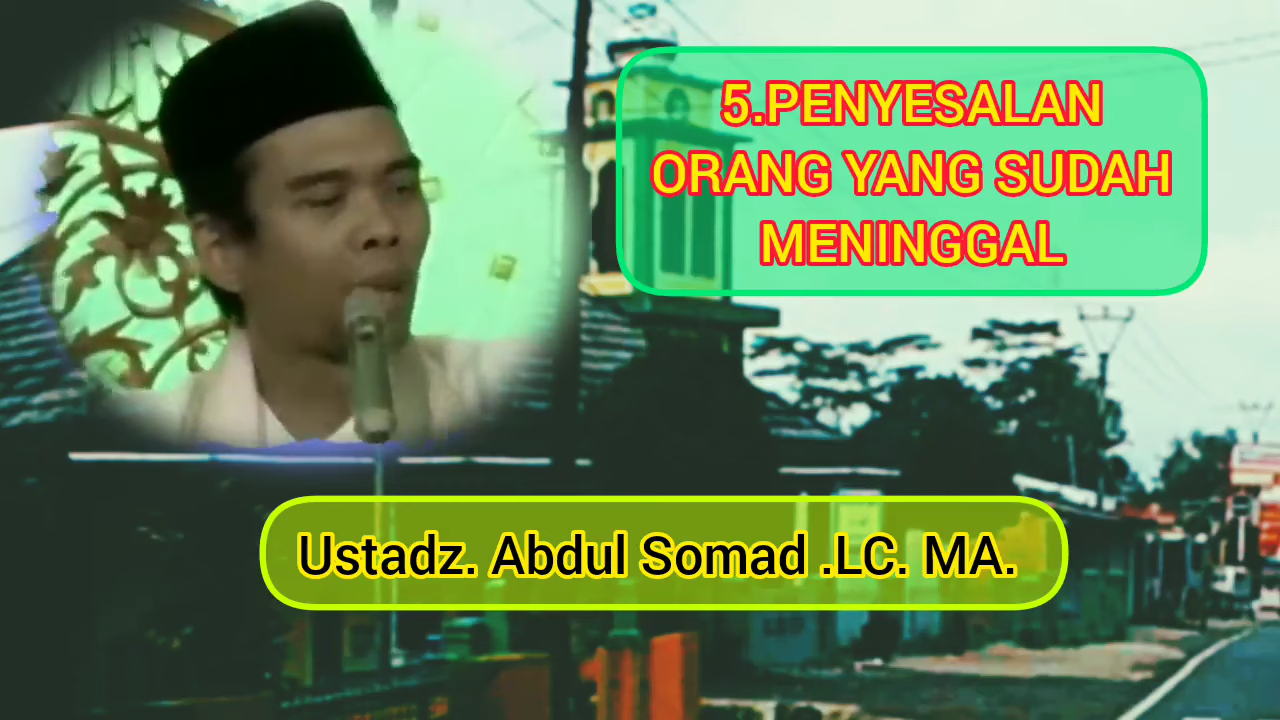 5.PENYESALAN
ORANG YANG SUDAH
MENINGGAL
Ustadz. Abdul Somad .LC. MA.